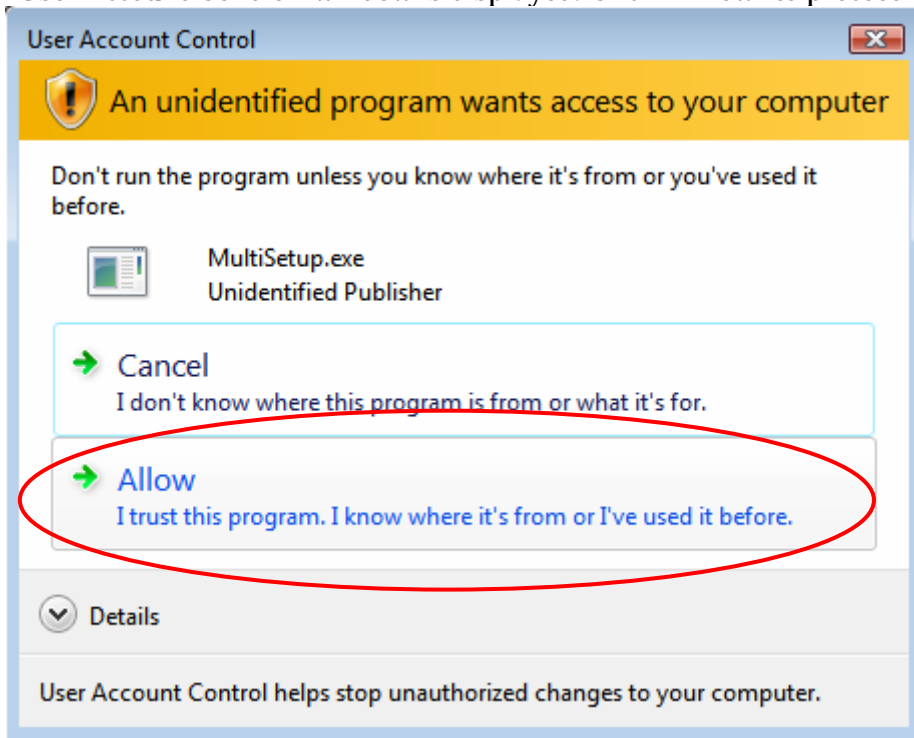 User Account Control
An unidentified program wants access to your computer
Don't run the program unless you know where it's from or you've used it
before.
MultiSetup.exe
Unidentified Publisher
Cancel
I don't know where this program is from or what it's for.
Allow
I trust this program. I know where it's from or I've used it before.
Details
User Account Control helps stop unauthorized changes to your computer.